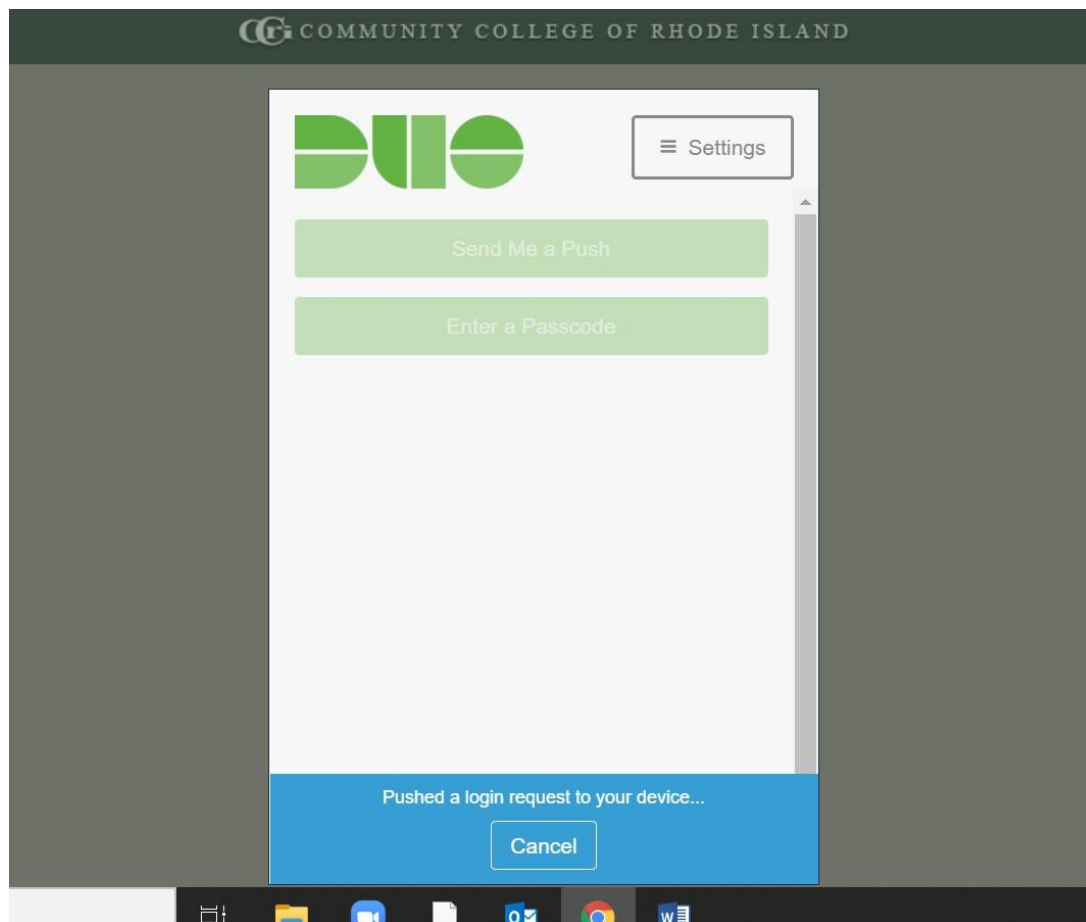 CCri COMMUNITY COLLEGE OF RHODE ISLAND
DUO
Settings
Send Me a Push
Enter a Passcode
Pushed a login request to your device...
Cancel